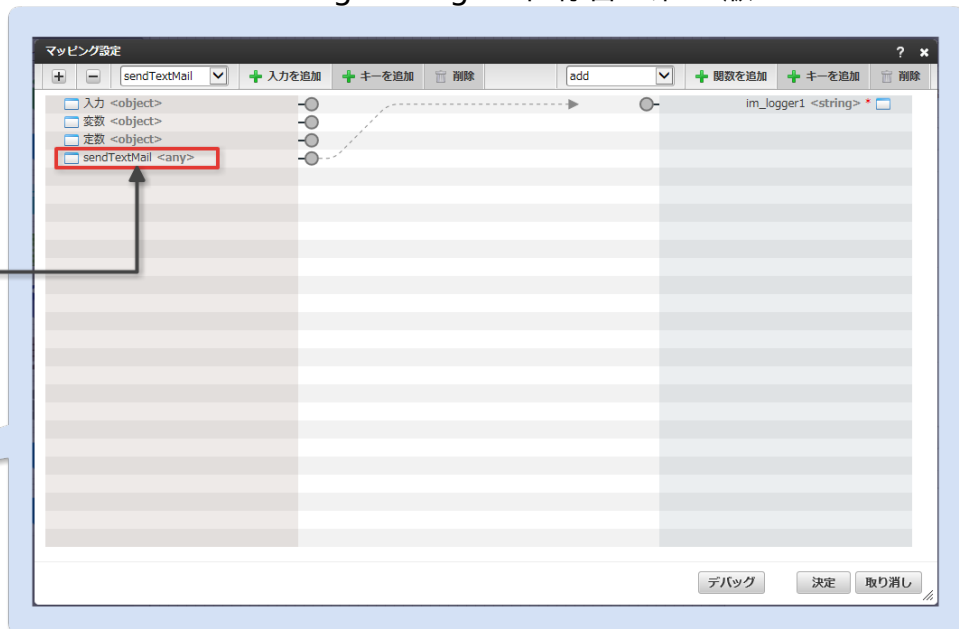 マッピング設定 ? ×
sendTextMail 入力を追加 キーを追加 削除 add 関数を追加 キーを追加 削除
入力 <object> im_logger1 <string> *
変数 <object>
定数 <object>
sendTextMail <any>
デバッグ 決定 取り消し